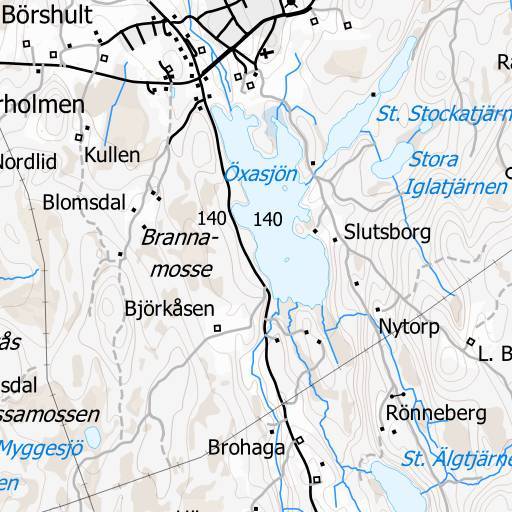 Börshult
Ra
rholmen
St. Stockatjärn
Kullen
Nordlid
Öxasjön
Stora
Iglatjärnen
Blomsdal
140 140
Slutsborg
Branna-
mosse
Björkåsen
Nytorp
ås
L. B
sdal
ssamossen
Rönneberg
Myggesjö
Brohaga
St. Älgtjärne
en